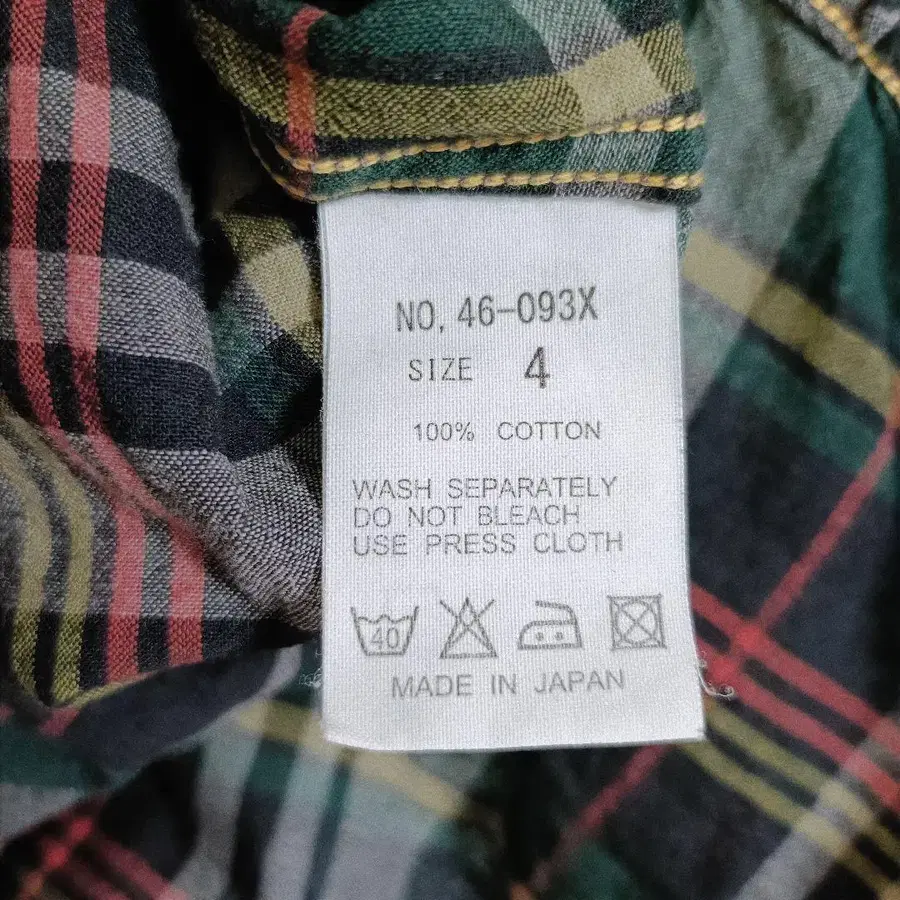 NO. 46-093X
SIZE 4
100% COTTON
WASH SEPARATELY
DO NOT BLEACH
USE PRESS CLOTH
40
MADE IN JAPAN